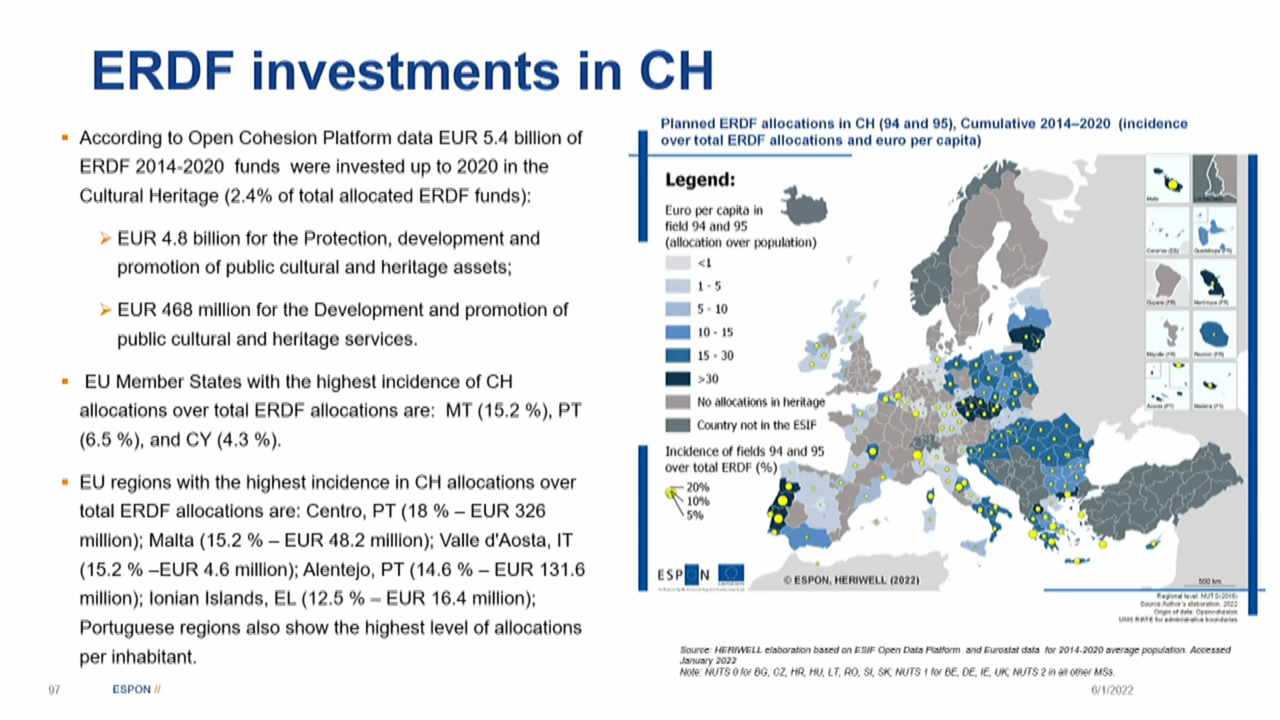 ERDF investments in CH
According to Open Cohesion Platform data EUR 5.4 billion of
ERDF 2014-2020 funds were invested up to 2020 in the
Cultural Heritage (2.4% of total allocated ERDF funds):
EUR 4.8 billion for the Protection, development and
promotion of public cultural and heritage assets;
EUR 468 million for the Development and promotion of
public cultural and heritage services.
EU Member States with the highest incidence of CH
allocations over total ERDF allocations are: MT (15.2 %), PT
(6.5 %), and CY (4.3 %).
EU regions with the highest incidence in CH allocations over
total ERDF allocations are: Centro, PT (18 % – EUR 326
million); Malta (15.2 % – EUR 48.2 million); Valle d'Aosta, IT
(15.2 % –EUR 4.6 million); Alentejo, PT (14.6 % – EUR 131.6
million); Ionian Islands, EL (12.5 % – EUR 16.4 million);
Portuguese regions also show the highest level of allocations
per inhabitant.
97
ESPON //
Planned ERDF allocations in CH (94 and 95), Cumulative 2014–2020 (incidence
over total ERDF allocations and euro per capita)
Legend:
Euro per capita in
field 94 and 95
(allocation over population)
<1
1 - 5
5 - 10
10 - 15
15 - 30
>30
No allocations in heritage
Country not in the ESIF
Incidence of fields 94 and 95
over total ERDF (%)
20%
10%
5%
Malta
Canarias (ES)
Guadeloupe (FR)
Guyane (FR)
Martinique (FR)
Mayotte (FR)
Réunion (FR)
Açores (PT)
Madeira (PT)
ESPON
© ESPON, HERIWELL (2022)
500 km
Regional level: NUTS (2016)
Source: Author's elaboration, 2022
Origin of data: Opencohesion
UMS RIATE for administrative boundaries
Source: HERIWELL elaboration based on ESIF Open Data Platform and Eurostat data for 2014-2020 average population. Accessed
January 2022
Note: NUTS 0 for BG, CZ, HR, HU, LT, RO, SI, SK; NUTS 1 for BE, DE, IE, UK; NUTS 2 in all other MSs.
6/1/2022